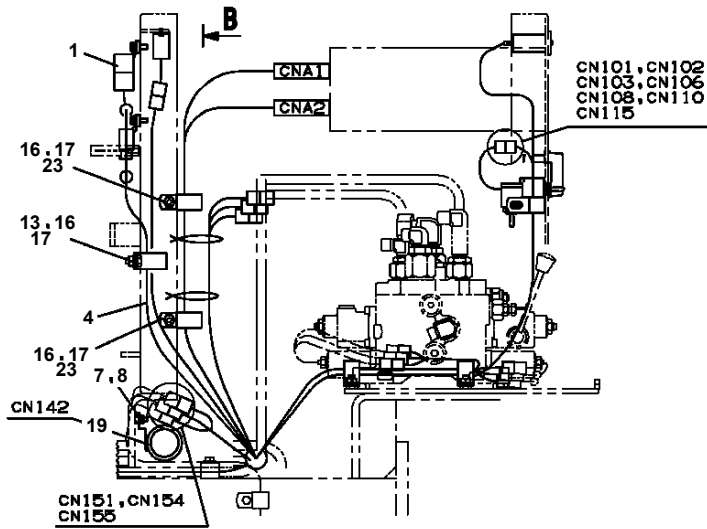 1
B
CNA1
CNA2
CN101,CN102
CN103,CN106
CN108,CN110
CN115
16,17
23
13,16
17
4
16,17
23
7,8
CN142
19
CN151,CN154
CN155